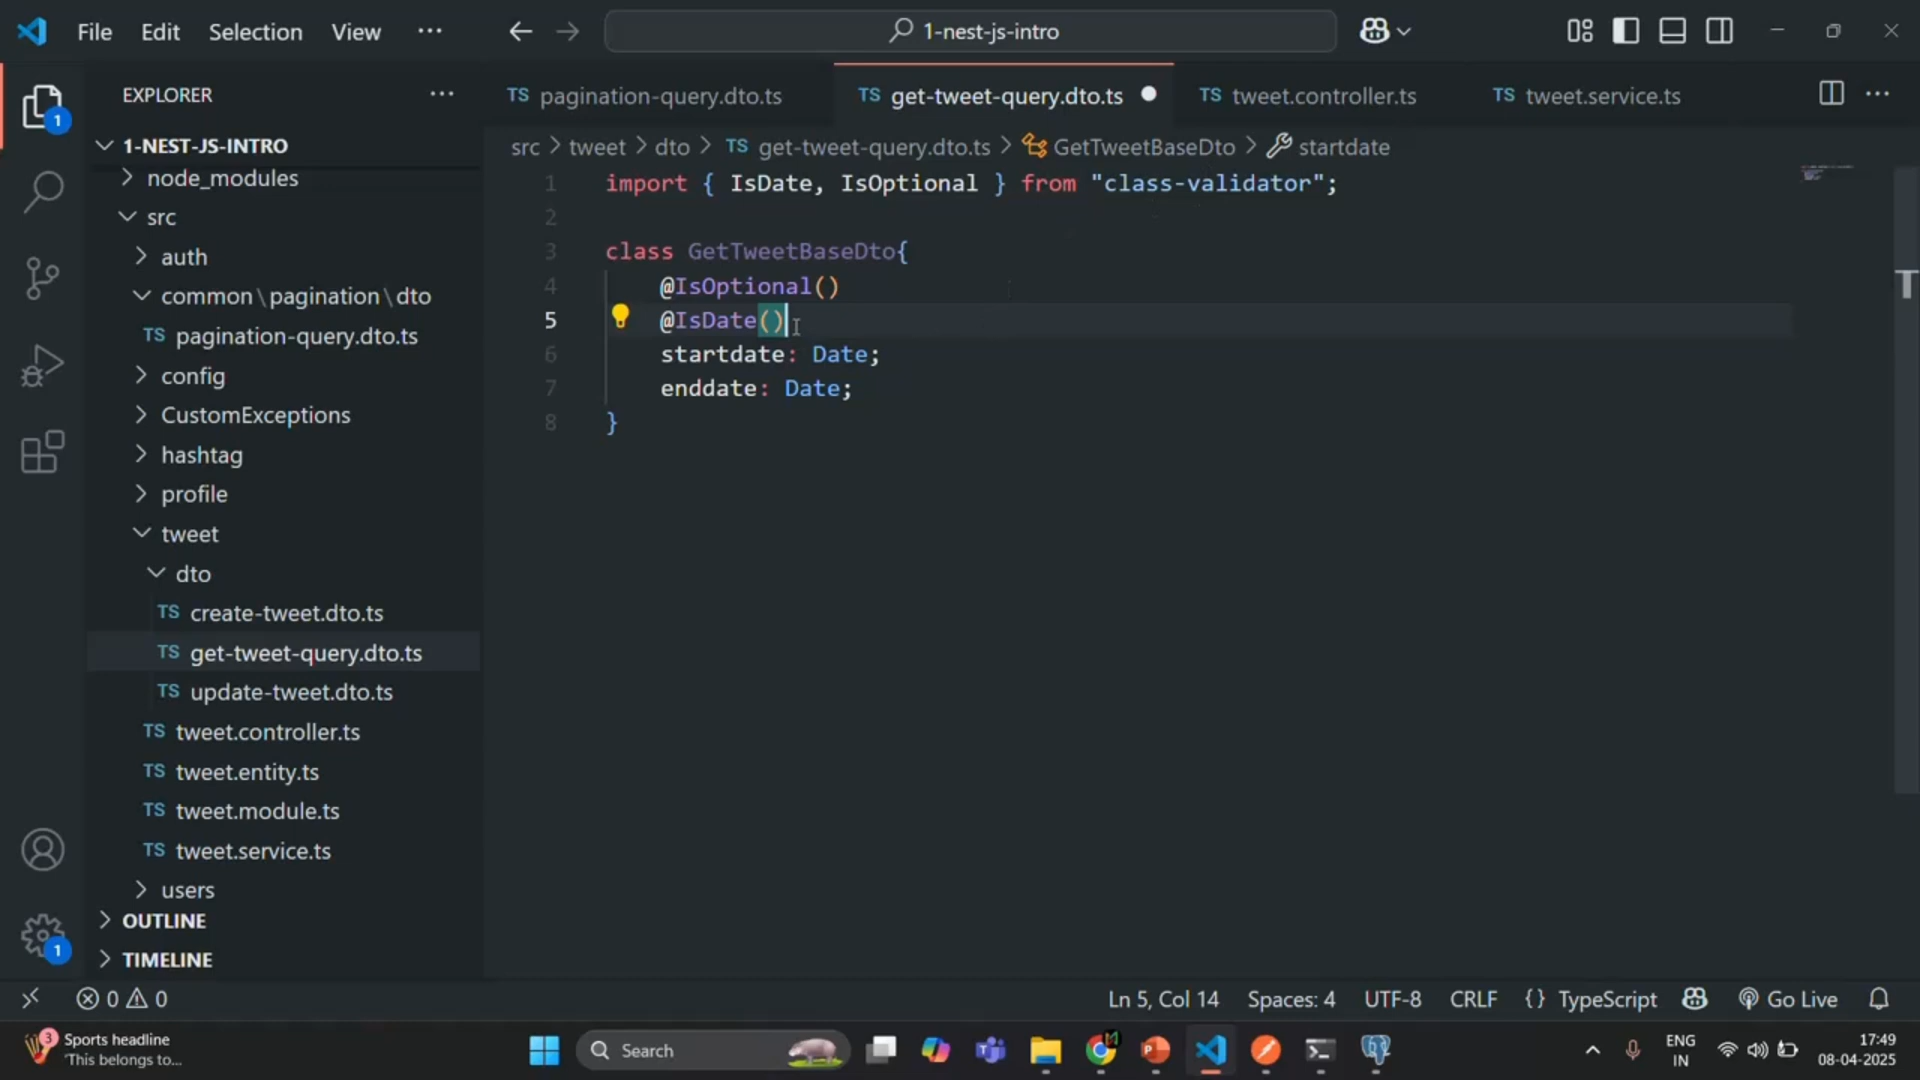 File Edit Selection View ···
1-nest-js-intro
EXPLORER ···
1
1-NEST-JS-INTRO
node_modules
src
auth
common\pagination\dto
TS pagination-query.dto.ts
config
CustomExceptions
hashtag
profile
tweet
dto
TS create-tweet.dto.ts
TS get-tweet-query.dto.ts
TS update-tweet.dto.ts
TS tweet.controller.ts
TS tweet.entity.ts
TS tweet.module.ts
TS tweet.service.ts
users
OUTLINE
1
TIMELINE
TS pagination-query.dto.ts TS get-tweet-query.dto.ts TS tweet.controller.ts TS tweet.service.ts ···
src > tweet > dto > TS get-tweet-query.dto.ts > GetTweetBaseDto > startdate
1 import { IsDate, IsOptional } from "class-validator";
2
3 class GetTweetBaseDto{
4 @IsOptional()
5 @IsDate()
6 startdate: Date;
7 enddate: Date;
8 }
0 0 Ln 5, Col 14 Spaces: 4 UTF-8 CRLF {} TypeScript Go Live
3 Sports headline
'This belongs to...
Search
ENG
IN
17:49
08-04-2025